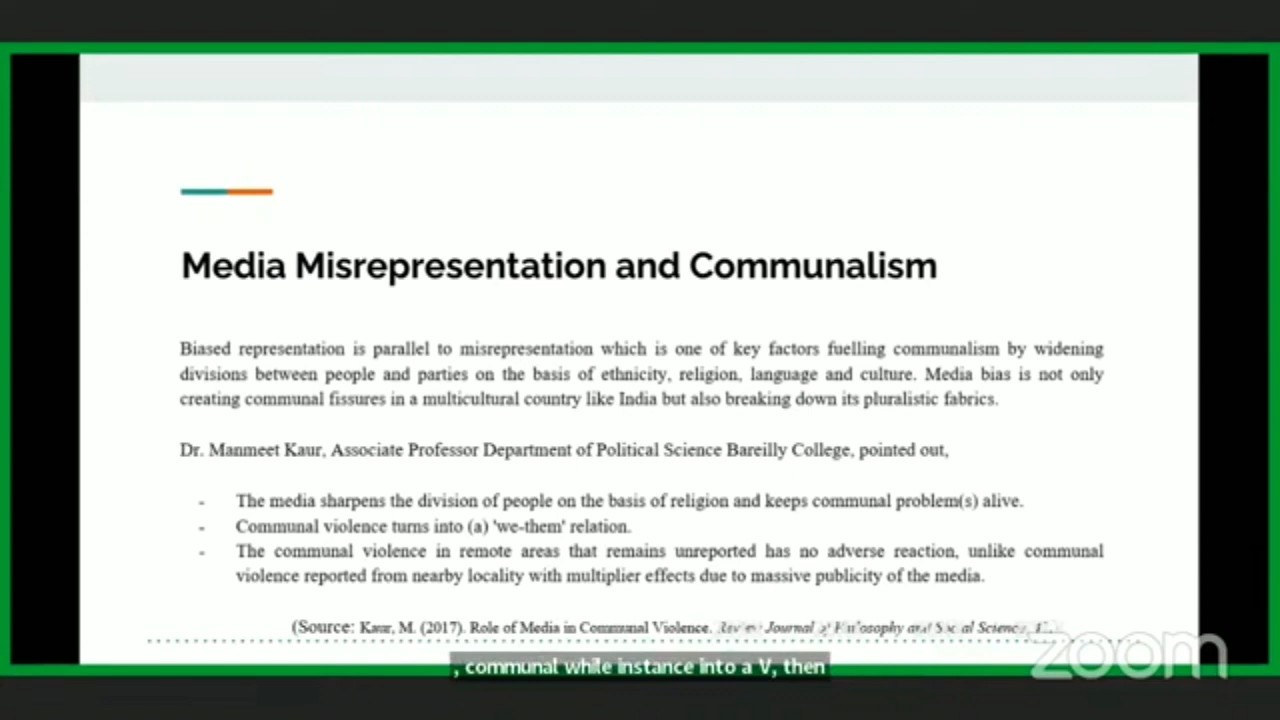 Media Misrepresentation and Communalism
Biased representation is parallel to misrepresentation which is one of key factors fuelling communalism by widening
divisions between people and parties on the basis of ethnicity, religion, language and culture. Media bias is not only
creating communal fissures in a multicultural country like India but also breaking down its pluralistic fabrics.
Dr. Manmeet Kaur, Associate Professor Department of Political Science Bareilly College, pointed out,
- The media sharpens the division of people on the basis of religion and keeps communal problem(s) alive.
- Communal violence turns into (a) 'we-them' relation.
- The communal violence in remote areas that remains unreported has no adverse reaction, unlike communal
violence reported from nearby locality with multiplier effects due to massive publicity of the media.
(Source: Kaur, M. (2017). Role of Media in Communal Violence. Review Journal of Philosophy and Social Science,
, communal while instance into a V, then
zoom